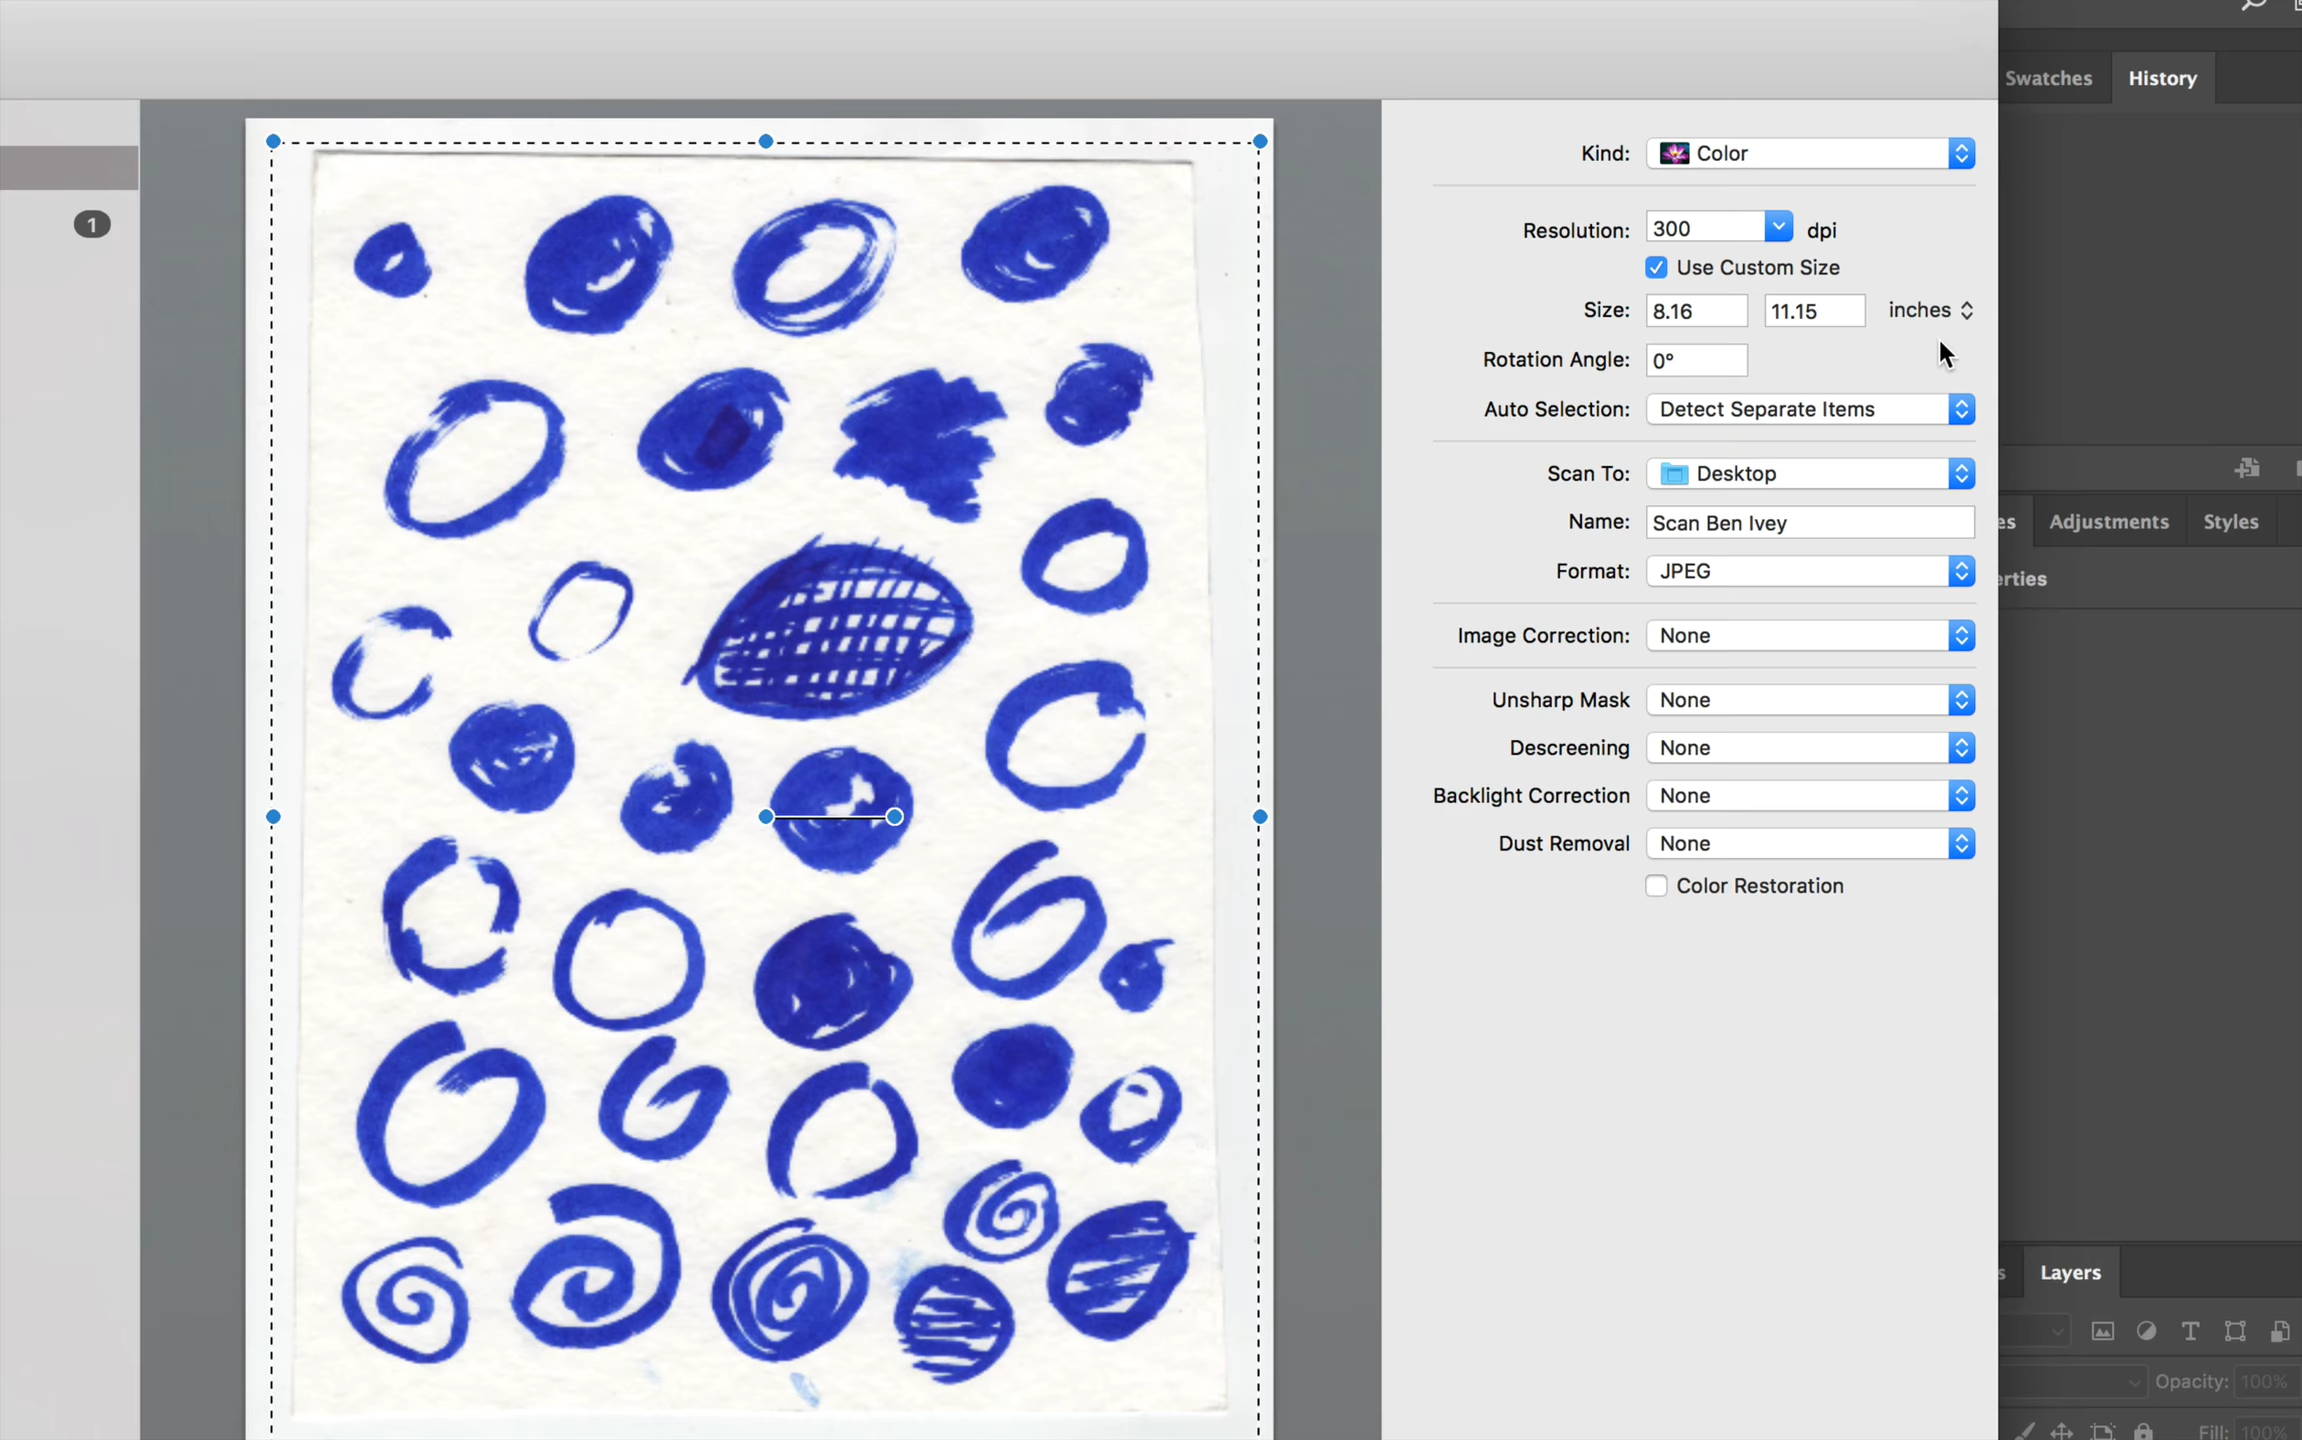 Swatches History
1
Kind: Color
Resolution: 300 dpi
Use Custom Size
Size: 8.16 11.15 inches
Rotation Angle: 0°
Auto Selection: Detect Separate Items
Scan To: Desktop
Name: Scan Ben Ivey
Format: JPEG
Image Correction: None
Unsharp Mask None
Descreening None
Backlight Correction None
Dust Removal None
Color Restoration
es Adjustments Styles
erties
s Layers
Opacity: 100%
Fill: 100%